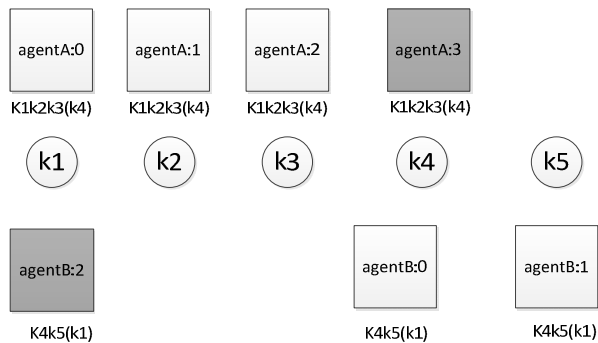 agentA:0 agentA:1 agentA:2 agentA:3
K1k2k3(k4) K1k2k3(k4) K1k2k3(k4) K1k2k3(k4)
k1 k2 k3 k4 k5
agentB:2 agentB:0 agentB:1
K4k5(k1) K4k5(k1) K4k5(k1)